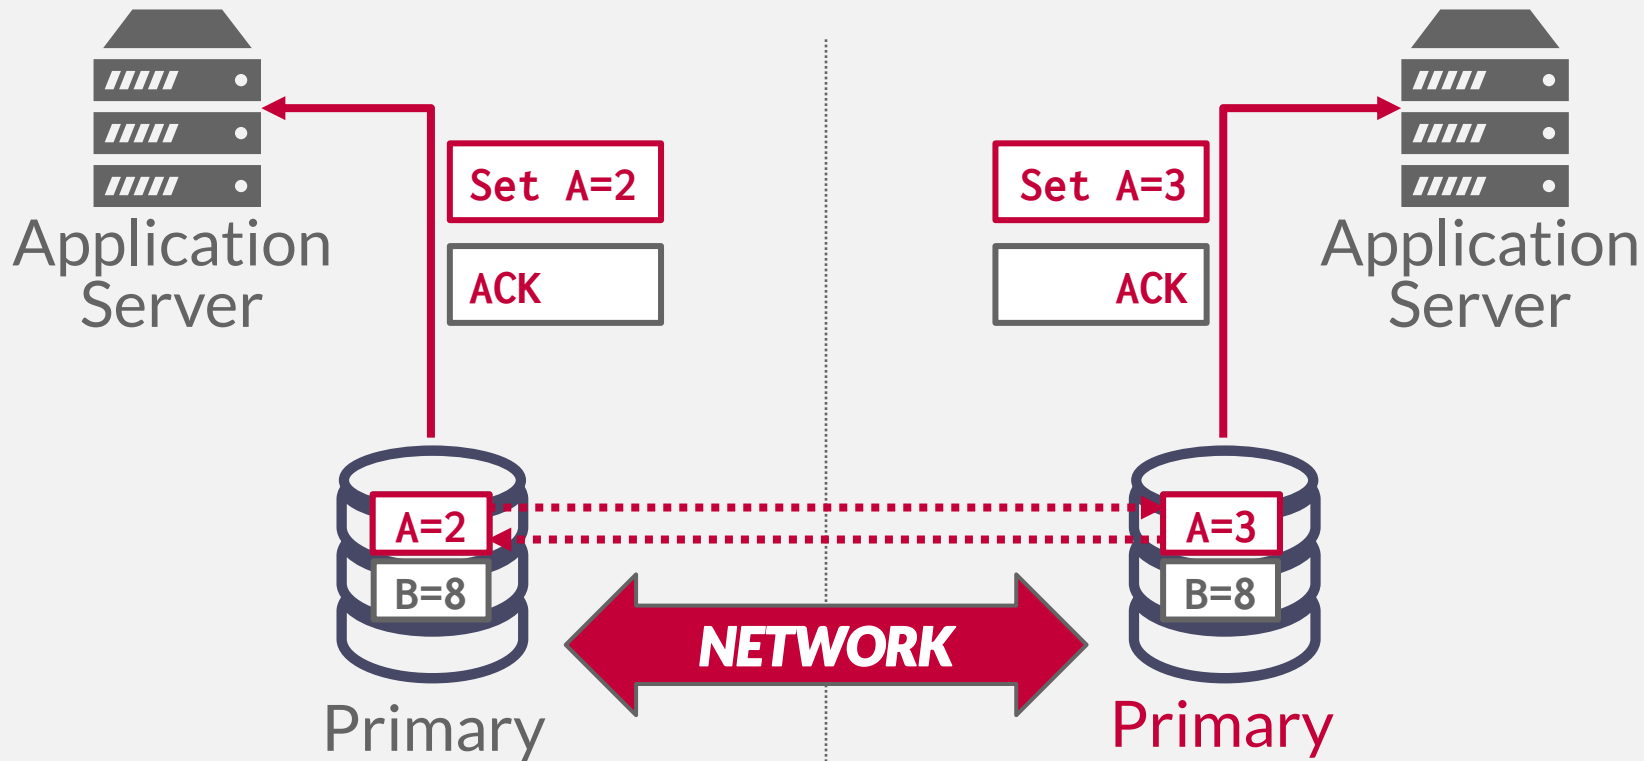 Set A=2
Set A=3
ACK
ACK
Application
Server
Application
Server
A=2
A=3
B=8
B=8
NETWORK
Primary
Primary